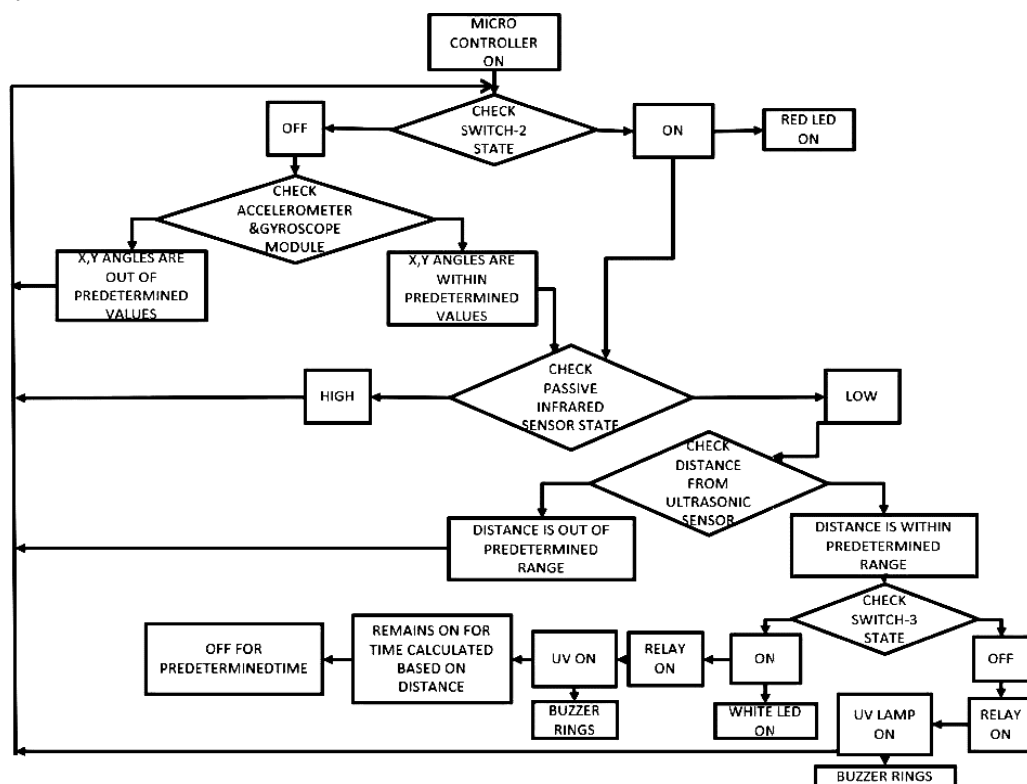 MICRO
CONTROLLER
ON
CHECK
SWITCH-2
STATE
OFF
ON
RED LED
ON
CHECK
ACCELEROMETER
&GYROSCOPE
MODULE
X,Y ANGLES ARE
OUT OF
PREDETERMINED
VALUES
X,Y ANGLES ARE
WITHIN
PREDETERMINED
VALUES
CHECK
PASSIVE
INFRARED
SENSOR STATE
HIGH
LOW
CHECK
DISTANCE
FROM
ULTRASONIC
SENSOR
DISTANCE IS OUT OF
PREDETERMINED
RANGE
DISTANCE IS WITHIN
PREDETERMINED
RANGE
CHECK
SWITCH-3
STATE
OFF FOR
PREDETERMINEDTIME
REMAINS ON FOR
TIME CALCULATED
BASED ON
DISTANCE
UV ON
RELAY
ON
ON
OFF
BUZZER
RINGS
WHITE LED
ON
UV LAMP
ON
RELAY
ON
BUZZER RINGS